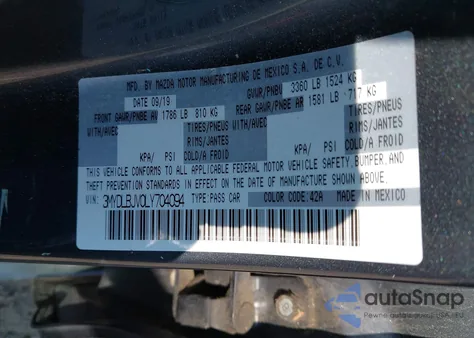 MFD. BY MAZDA MOTOR MANUFACTURING DE MEXICO S.A. DE C.V.
DATE 09/19 GVWR/PNBV 3360 LB 1524 KG
FRONT GAWR/PNBE AV 1786 LB 810 KG REAR GAWR/PNBE AR 1581 LB 717 KG
WITH/AVEC TIRES/PNEUS WITH/AVEC TIRES/PNEUS
RIMS/JANTES RIMS/JANTES
KPA/ PSI COLD/A FROID KPA/ PSI COLD/A FROID
THIS VEHICLE CONFORMS TO ALL APPLICABLE FEDERAL MOTOR VEHICLE SAFETY, BUMPER, AND
THEFT PREVENTION STANDARDS IN EFFECT ON THE DATE OF MANUFACTURE SHOWN ABOVE.
VIN: 3MYDLBJV0LY704094 TYPE: PASS CAR COLOR CODE: 42A MADE IN MEXICO
autoSnap
Pewne auto z USA